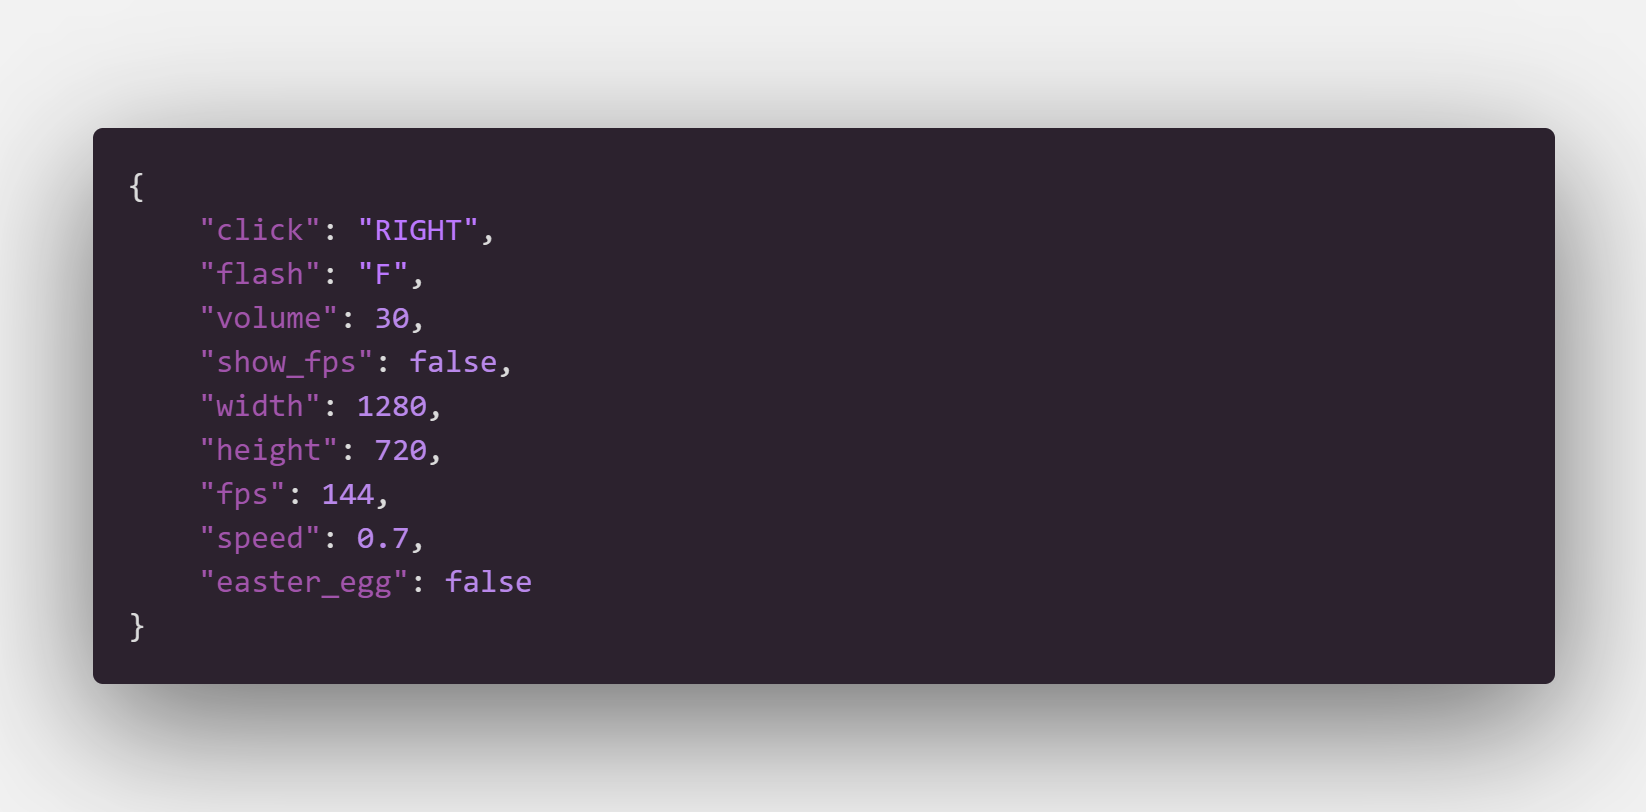 {
    "click": "RIGHT",
    "flash": "F",
    "volume": 30,
    "show_fps": false,
    "width": 1280,
    "height": 720,
    "fps": 144,
    "speed": 0.7,
    "easter_egg": false
}